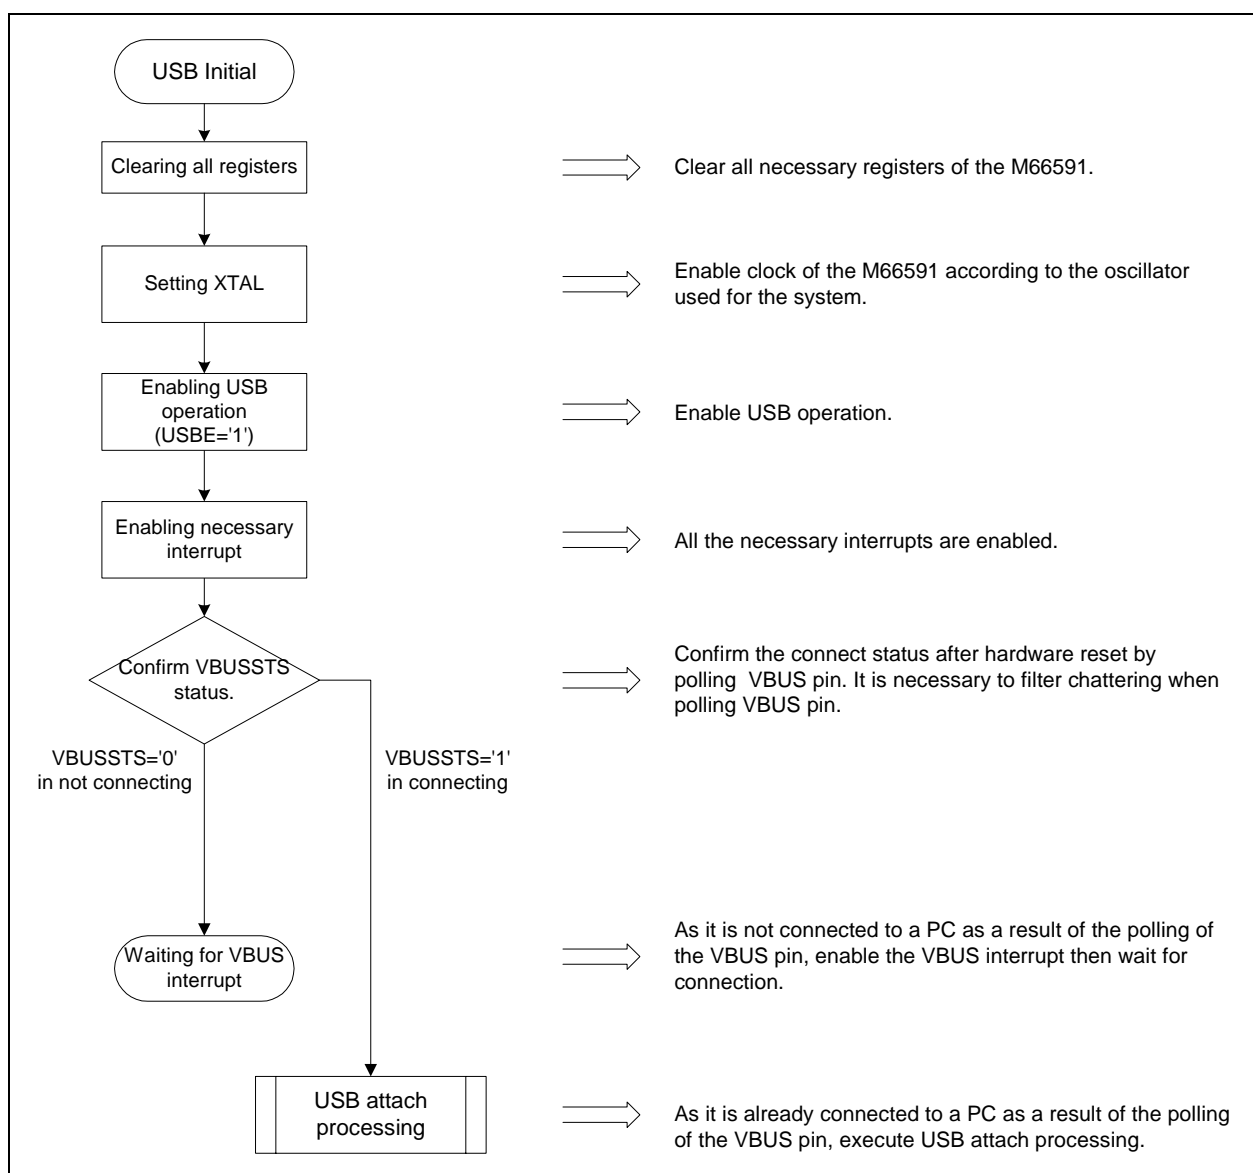 USB Initial
Clearing all registers
Clear all necessary registers of the M66591.
Setting XTAL
Enable clock of the M66591 according to the oscillator
used for the system.
Enabling USB
operation
(USBE='1')
Enable USB operation.
Enabling necessary
interrupt
All the necessary interrupts are enabled.
Confirm VBUSSTS
status.
Confirm the connect status after hardware reset by
polling VBUS pin. It is necessary to filter chattering when
polling VBUS pin.
VBUSSTS='0'
in not connecting
VBUSSTS='1'
in connecting
Waiting for VBUS
interrupt
As it is not connected to a PC as a result of the polling of
the VBUS pin, enable the VBUS interrupt then wait for
connection.
USB attach
processing
As it is already connected to a PC as a result of the polling
of the VBUS pin, execute USB attach processing.